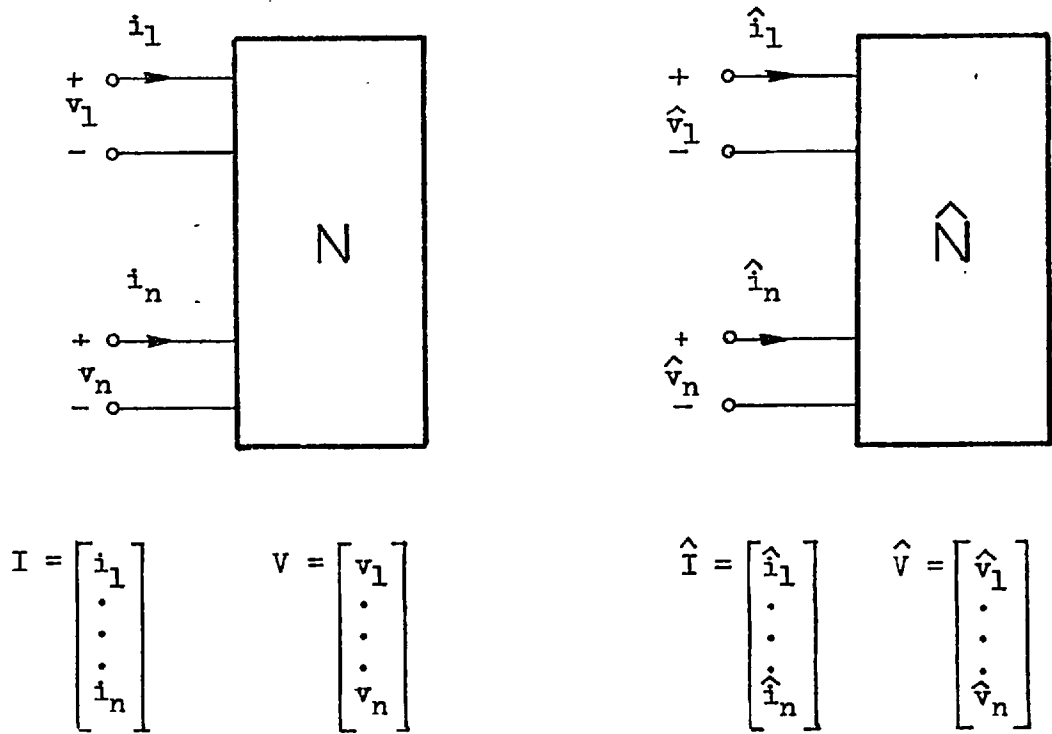 i₁ î₁
+ +
v₁ v̂₁
- -
N N̂
iₙ îₙ
+ +
vₙ v̂ₙ
- -
I = [i₁ . . . iₙ] V = [v₁ . . . vₙ] Î = [î₁ . . . îₙ] V̂ = [v̂₁ . . . v̂ₙ]